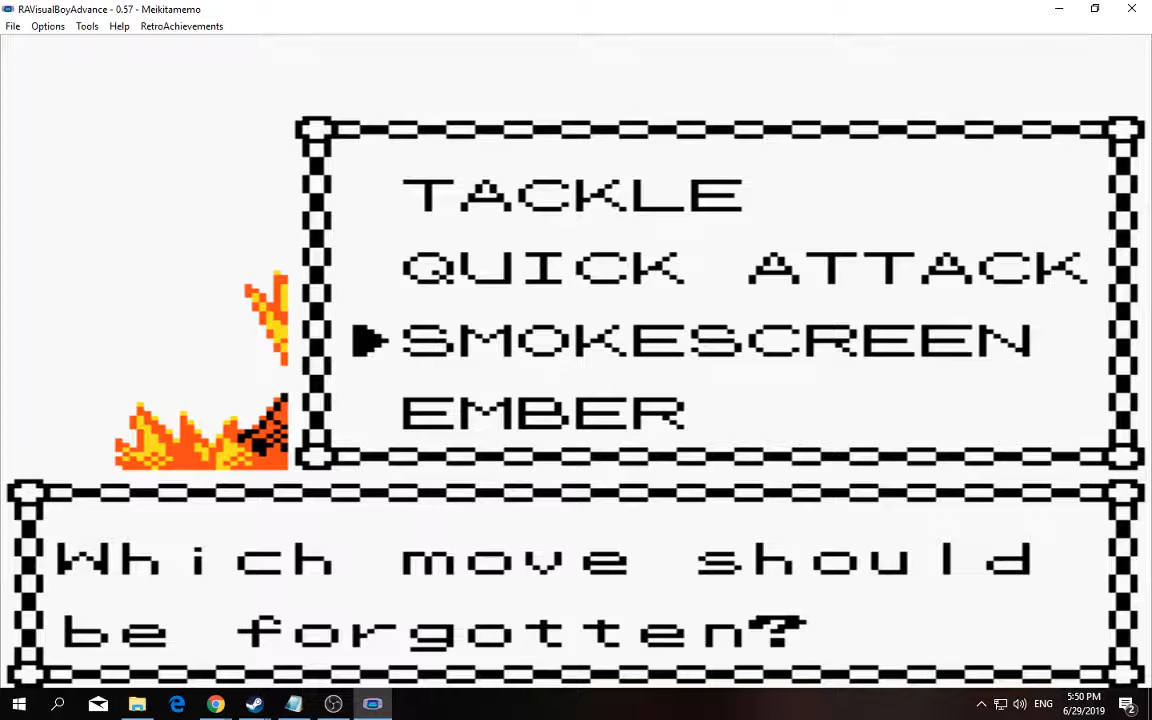 RAVisualBoyAdvance - 0.57 - Meikitamemo
File Options Tools Help RetroAchievements
TACKLE
QUICK ATTACK
SMOKESCREEN
EMBER
Which move should
be forgotten?
ENG
5:50 PM
6/29/2019
2